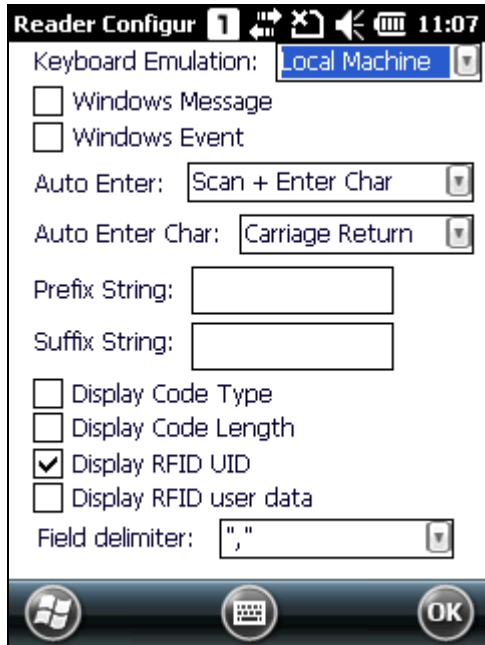 Reader Configur 1 11:07
Keyboard Emulation: Local Machine
Windows Message
Windows Event
Auto Enter: Scan + Enter Char
Auto Enter Char: Carriage Return
Prefix String:
Suffix String:
Display Code Type
Display Code Length
Display RFID UID
Display RFID user data
Field delimiter: ","
OK